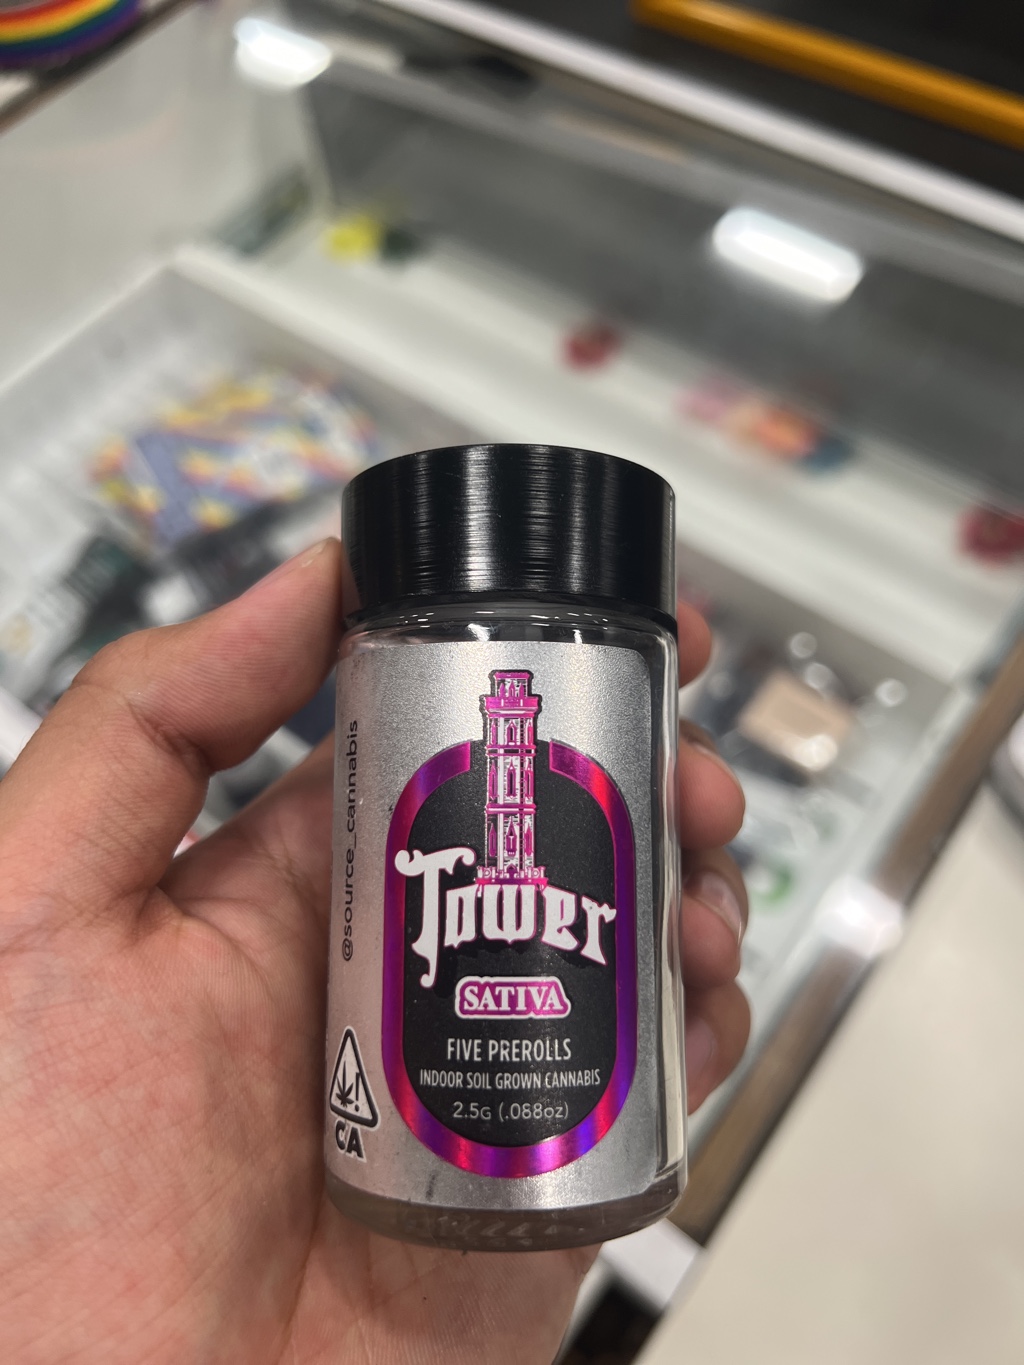 Tower
SATIVA
FIVE PREROLLS
INDOOR SOIL GROWN CANNABIS
2.5G (.088oz)
@source_cannabis
!
CA